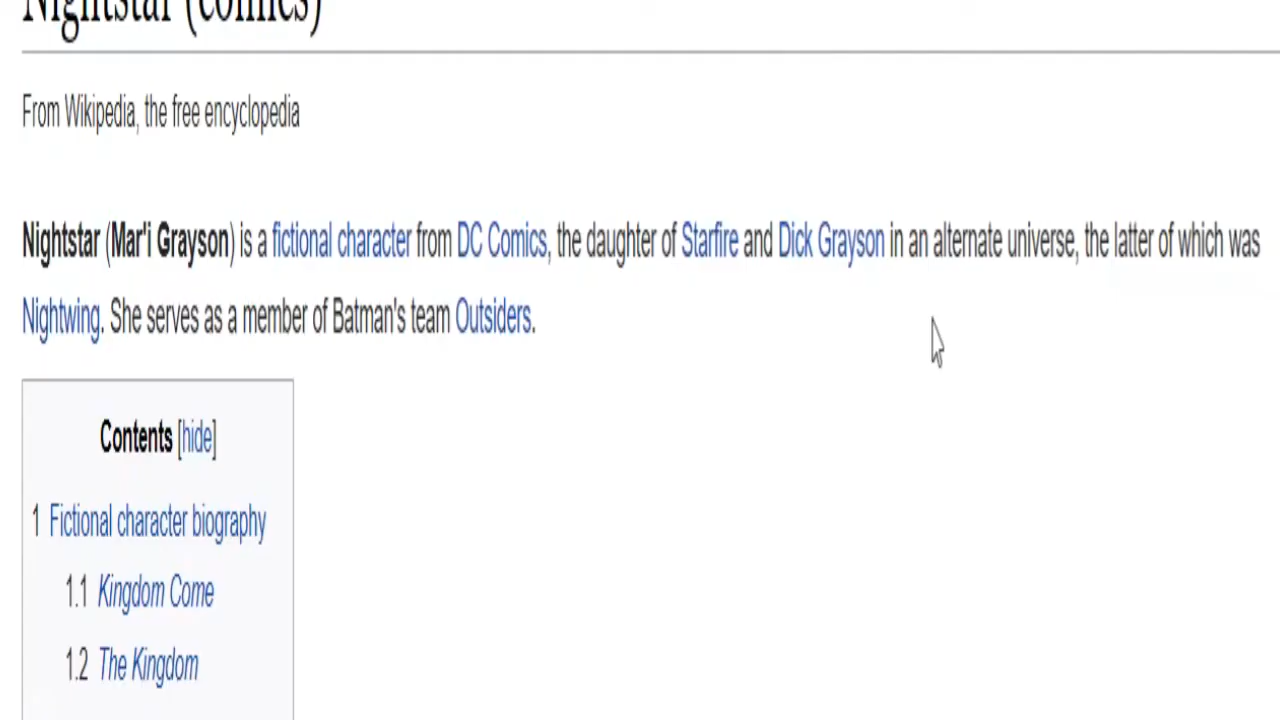 Nightstar (comics)
From Wikipedia, the free encyclopedia
Nightstar (Mar'i Grayson) is a fictional character from DC Comics, the daughter of Starfire and Dick Grayson in an alternate universe, the latter of which was
Nightwing. She serves as a member of Batman's team Outsiders.
Contents [hide]
1 Fictional character biography
1.1 Kingdom Come
1.2 The Kingdom